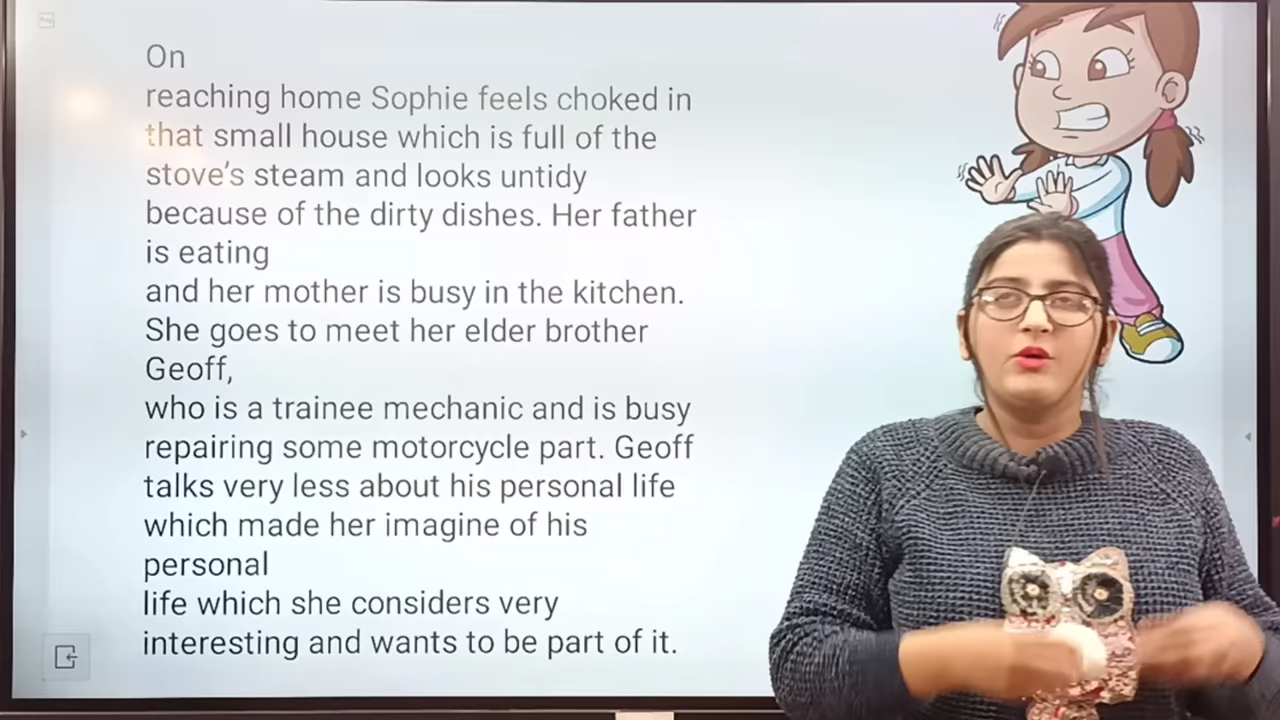 On
reaching home Sophie feels choked in
that small house which is full of the
stove's steam and looks untidy
because of the dirty dishes. Her father
is eating
and her mother is busy in the kitchen.
She goes to meet her elder brother
Geoff,
who is a trainee mechanic and is busy
repairing some motorcycle part. Geoff
talks very less about his personal life
which made her imagine of his
personal
life which she considers very
interesting and wants to be part of it.